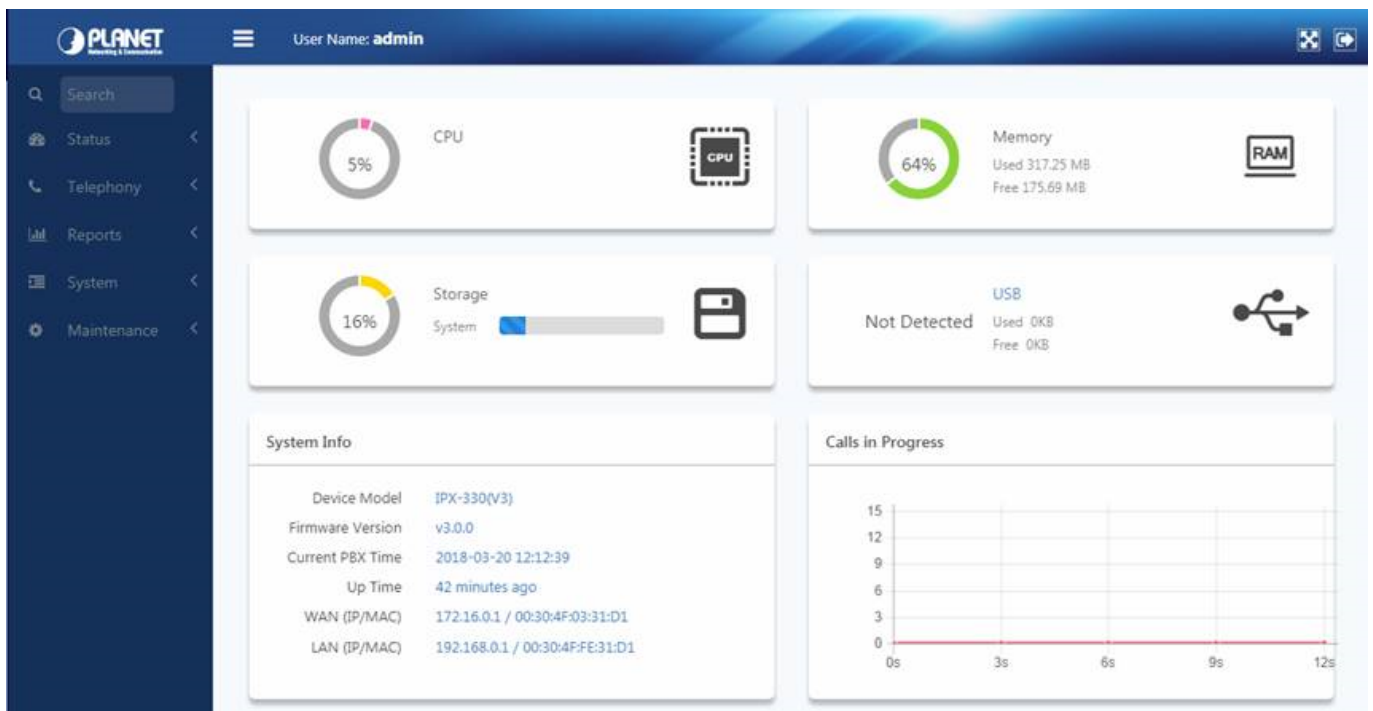 PLANET
Networking & Communication
User Name: admin
Search
Status
Telephony
Reports
System
Maintenance
5%
CPU
CPU
64%
Memory
Used 317.25 MB
Free 175.69 MB
RAM
16%
Storage
System
Not Detected
USB
Used 0KB
Free 0KB
System Info
Device Model IPX-330(V3)
Firmware Version v3.0.0
Current PBX Time 2018-03-20 12:12:39
Up Time 42 minutes ago
WAN (IP/MAC) 172.16.0.1 / 00:30:4F:03:31:D1
LAN (IP/MAC) 192.168.0.1 / 00:30:4F:FE:31:D1
Calls in Progress
15
12
9
6
3
0
0s 3s 6s 9s 12s